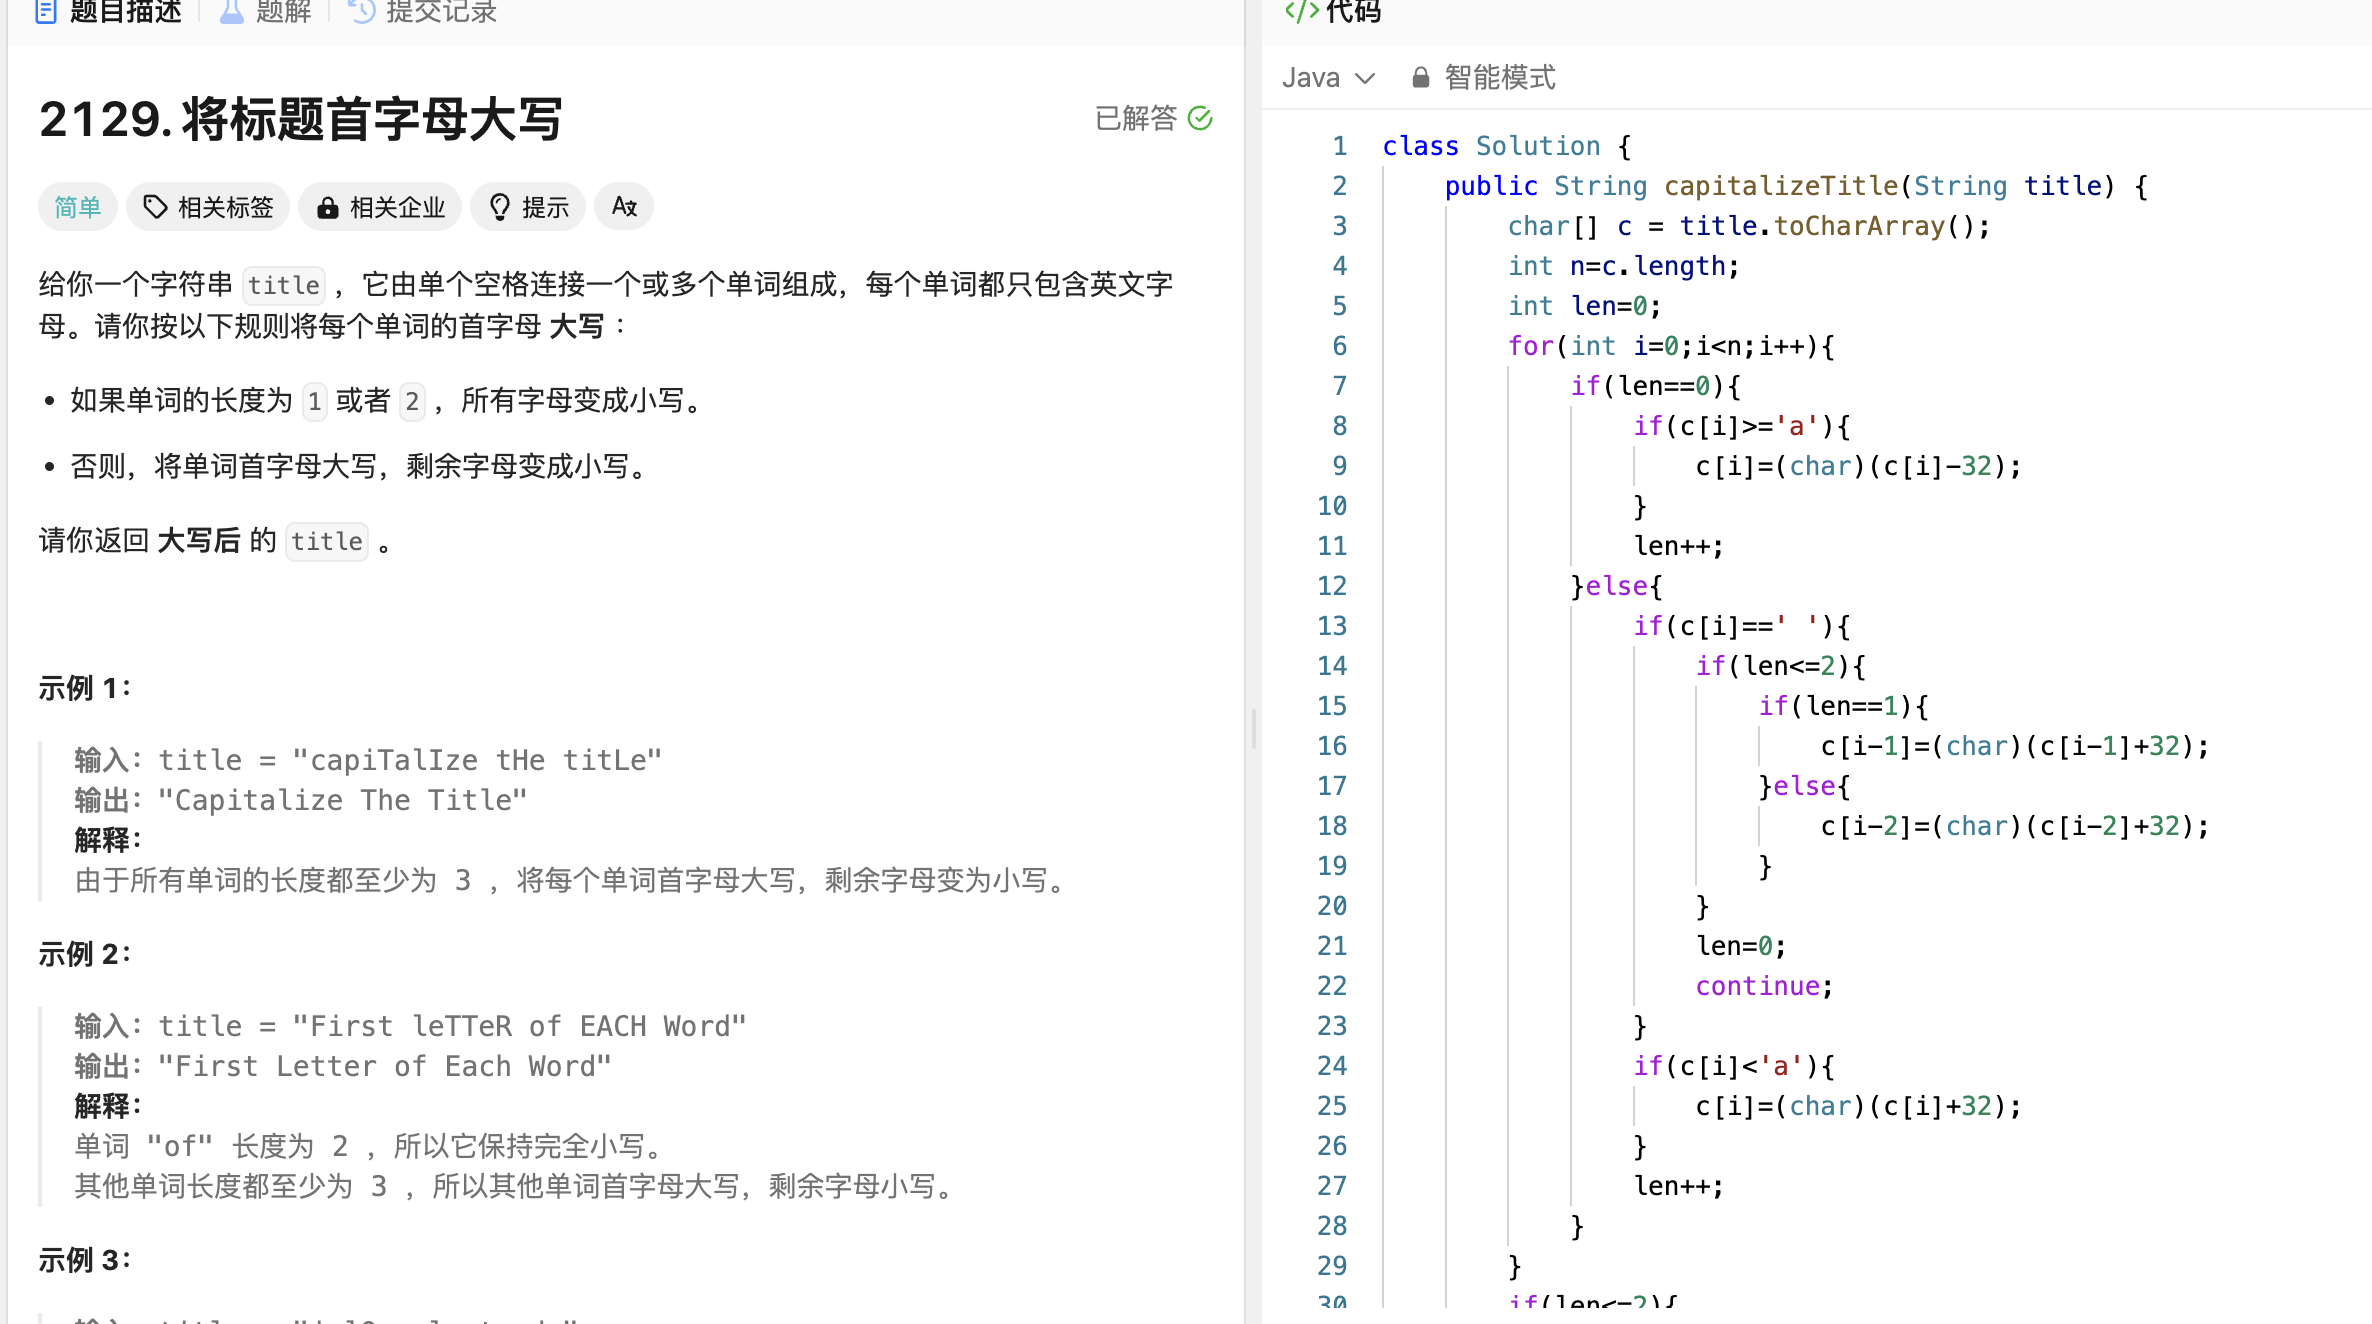 题目描述 题解 提交记录
2129. 将标题首字母大写
已解答
简单 相关标签 相关企业 提示
给你一个字符串 title ，它由单个空格连接一个或多个单词组成，每个单词都只包含英文字
母。请你按以下规则将每个单词的首字母 大写 ：
• 如果单词的长度为 1 或者 2 ，所有字母变成小写。
• 否则，将单词首字母大写，剩余字母变成小写。
请你返回 大写后 的 title 。
示例 1：
输入：title = "capiTalIze tHe titLe"
输出："Capitalize The Title"
解释：
由于所有单词的长度都至少为 3 ，将每个单词首字母大写，剩余字母变为小写。
示例 2：
输入：title = "First leTTeR of EACH Word"
输出："First Letter of Each Word"
解释：
单词 "of" 长度为 2 ，所以它保持完全小写。
其他单词长度都至少为 3 ，所以其他单词首字母大写，剩余字母小写。
示例 3：
</> 代码
Java 智能模式
1 class Solution {
2 public String capitalizeTitle(String title) {
3 char[] c = title.toCharArray();
4 int n=c.length;
5 int len=0;
6 for(int i=0;i<n;i++){
7 if(len==0){
8 if(c[i]>='a'){
9 c[i]=(char)(c[i]-32);
10 }
11 len++;
12 }else{
13 if(c[i]==' '){
14 if(len<=2){
15 if(len==1){
16 c[i-1]=(char)(c[i-1]+32);
17 }else{
18 c[i-2]=(char)(c[i-2]+32);
19 }
20 }
21 len=0;
22 continue;
23 }
24 if(c[i]<'a'){
25 c[i]=(char)(c[i]+32);
26 }
27 len++;
28 }
29 }
30 if(len<=2){